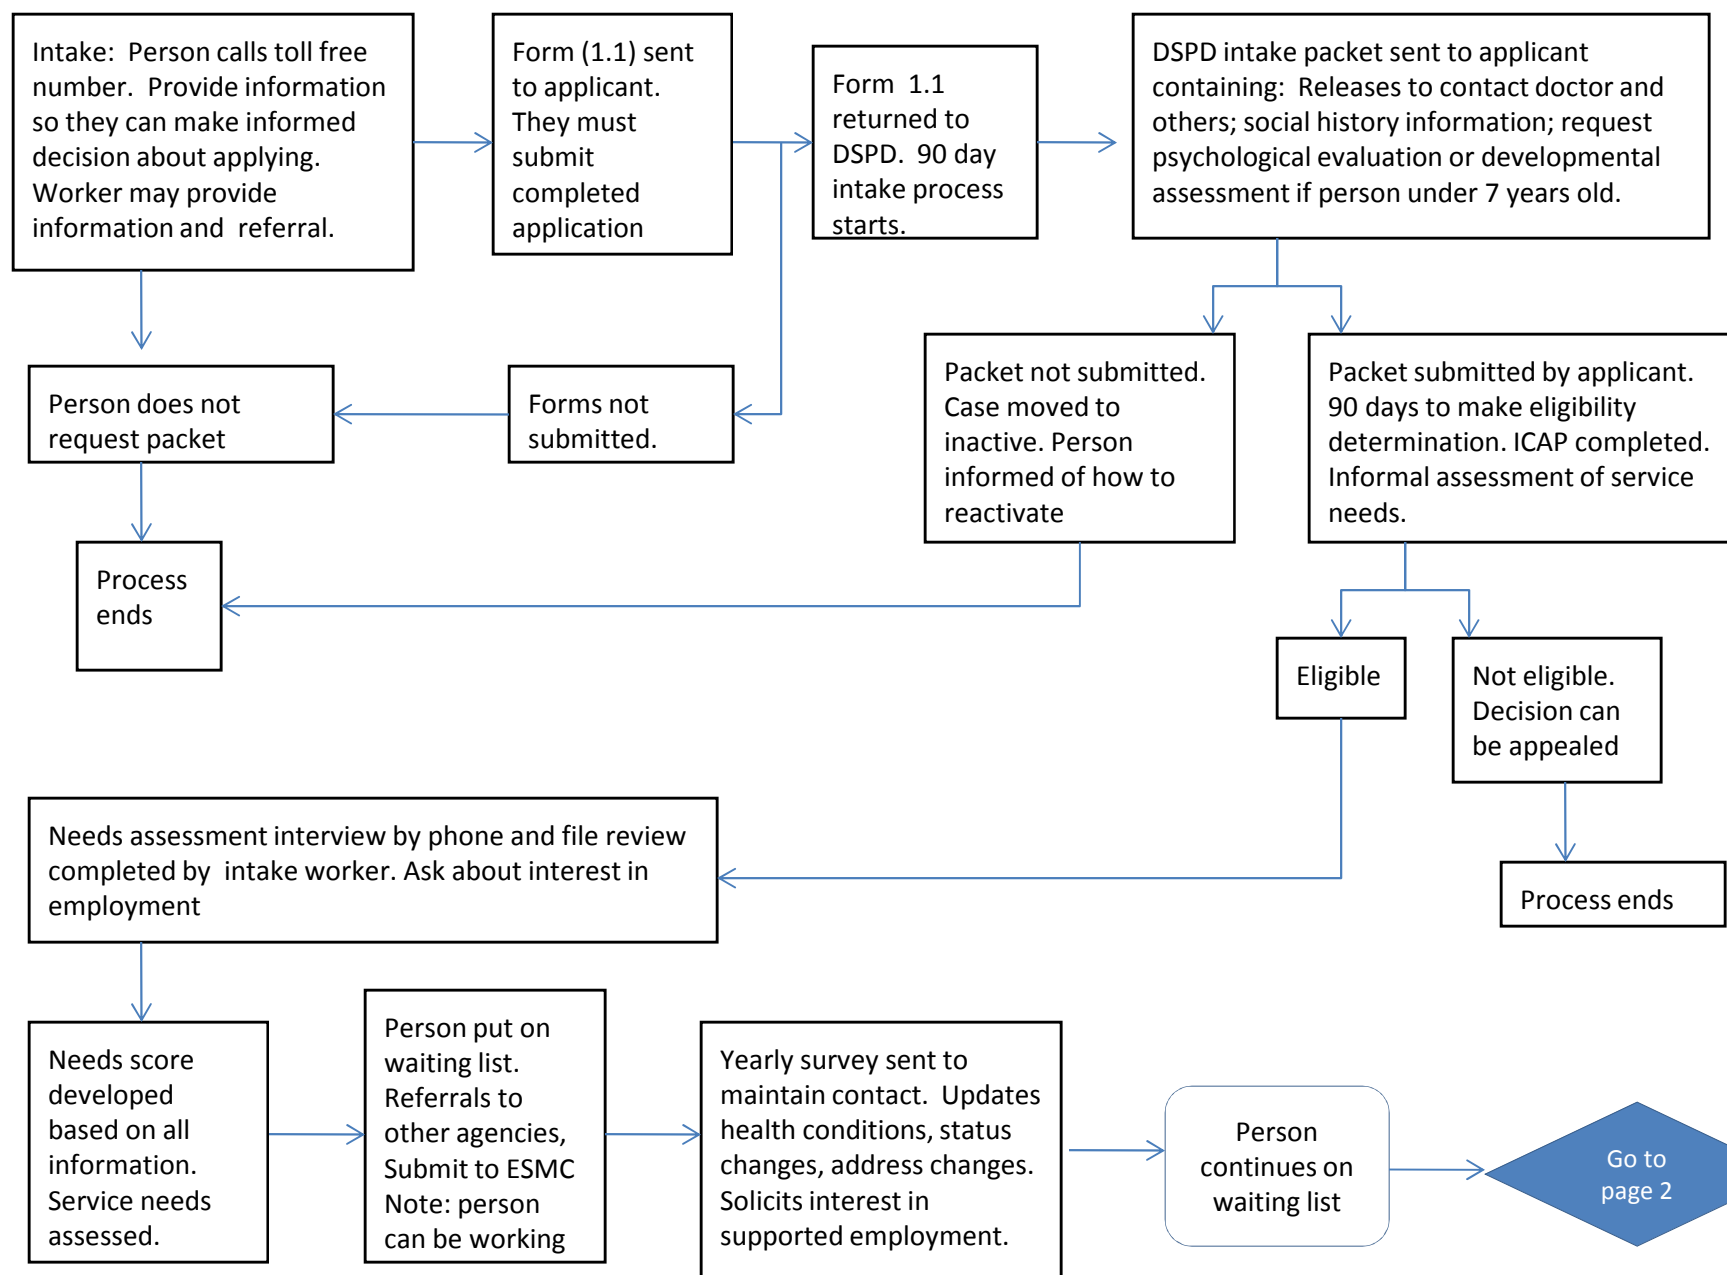 Intake: Person calls toll free
number. Provide information
so they can make informed
decision about applying.
Worker may provide
information and referral.
Form (1.1) sent
to applicant.
They must
submit
completed
application
Form 1.1
returned to
DSPD. 90 day
intake process
starts.
DSPD intake packet sent to applicant
containing: Releases to contact doctor and
others; social history information; request
psychological evaluation or developmental
assessment if person under 7 years old.
Person does not
request packet
Forms not
submitted.
Packet not submitted.
Case moved to
inactive. Person
informed of how to
reactivate
Packet submitted by applicant.
90 days to make eligibility
determination. ICAP completed.
Informal assessment of service
needs.
Process
ends
Eligible
Not eligible.
Decision can
be appealed
Needs assessment interview by phone and file review
completed by intake worker. Ask about interest in
employment
Process ends
Needs score
developed
based on all
information.
Service needs
assessed.
Person put on
waiting list.
Referrals to
other agencies,
Submit to ESMC
Note: person
can be working
Yearly survey sent to
maintain contact. Updates
health conditions, status
changes, address changes.
Solicits interest in
supported employment.
Person
continues on
waiting list
Go to
page 2